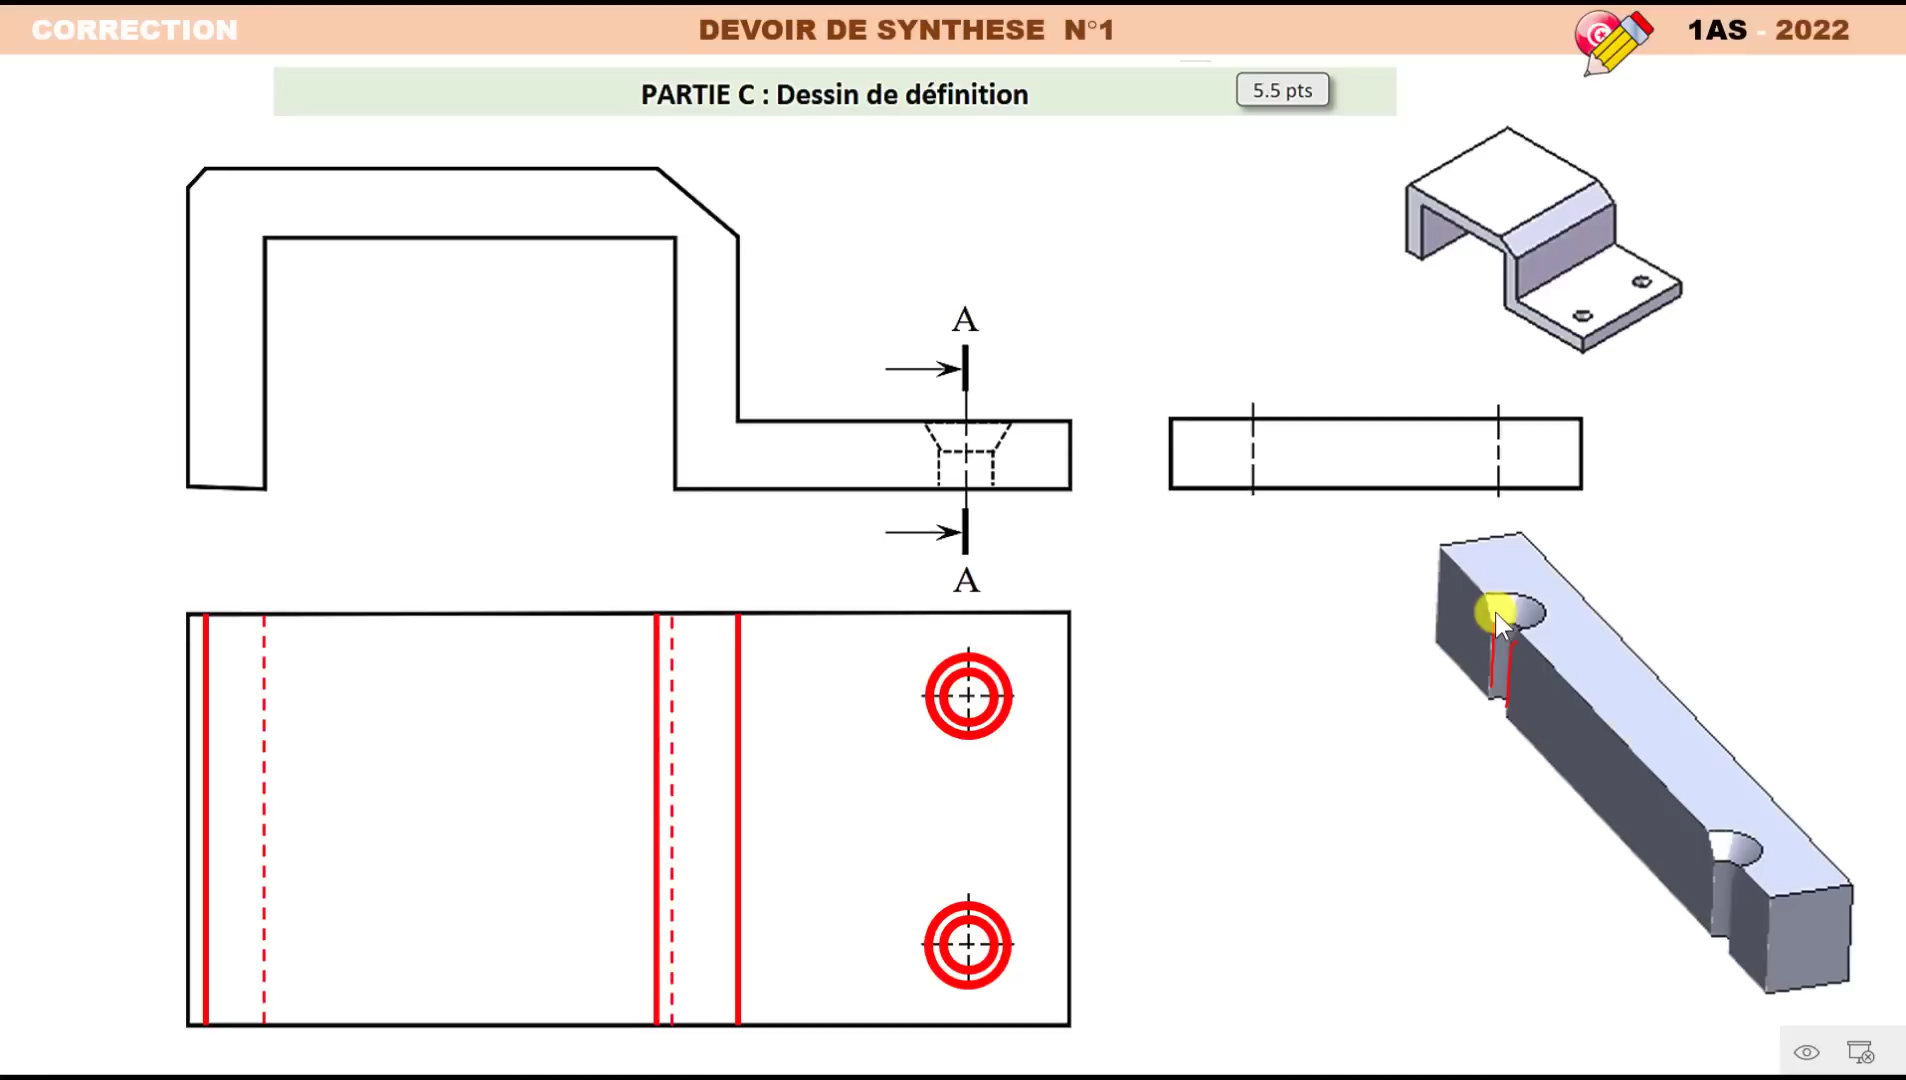 CORRECTION
DEVOIR DE SYNTHESE N°1
1AS - 2022
PARTIE C : Dessin de définition
5.5 pts
A
A